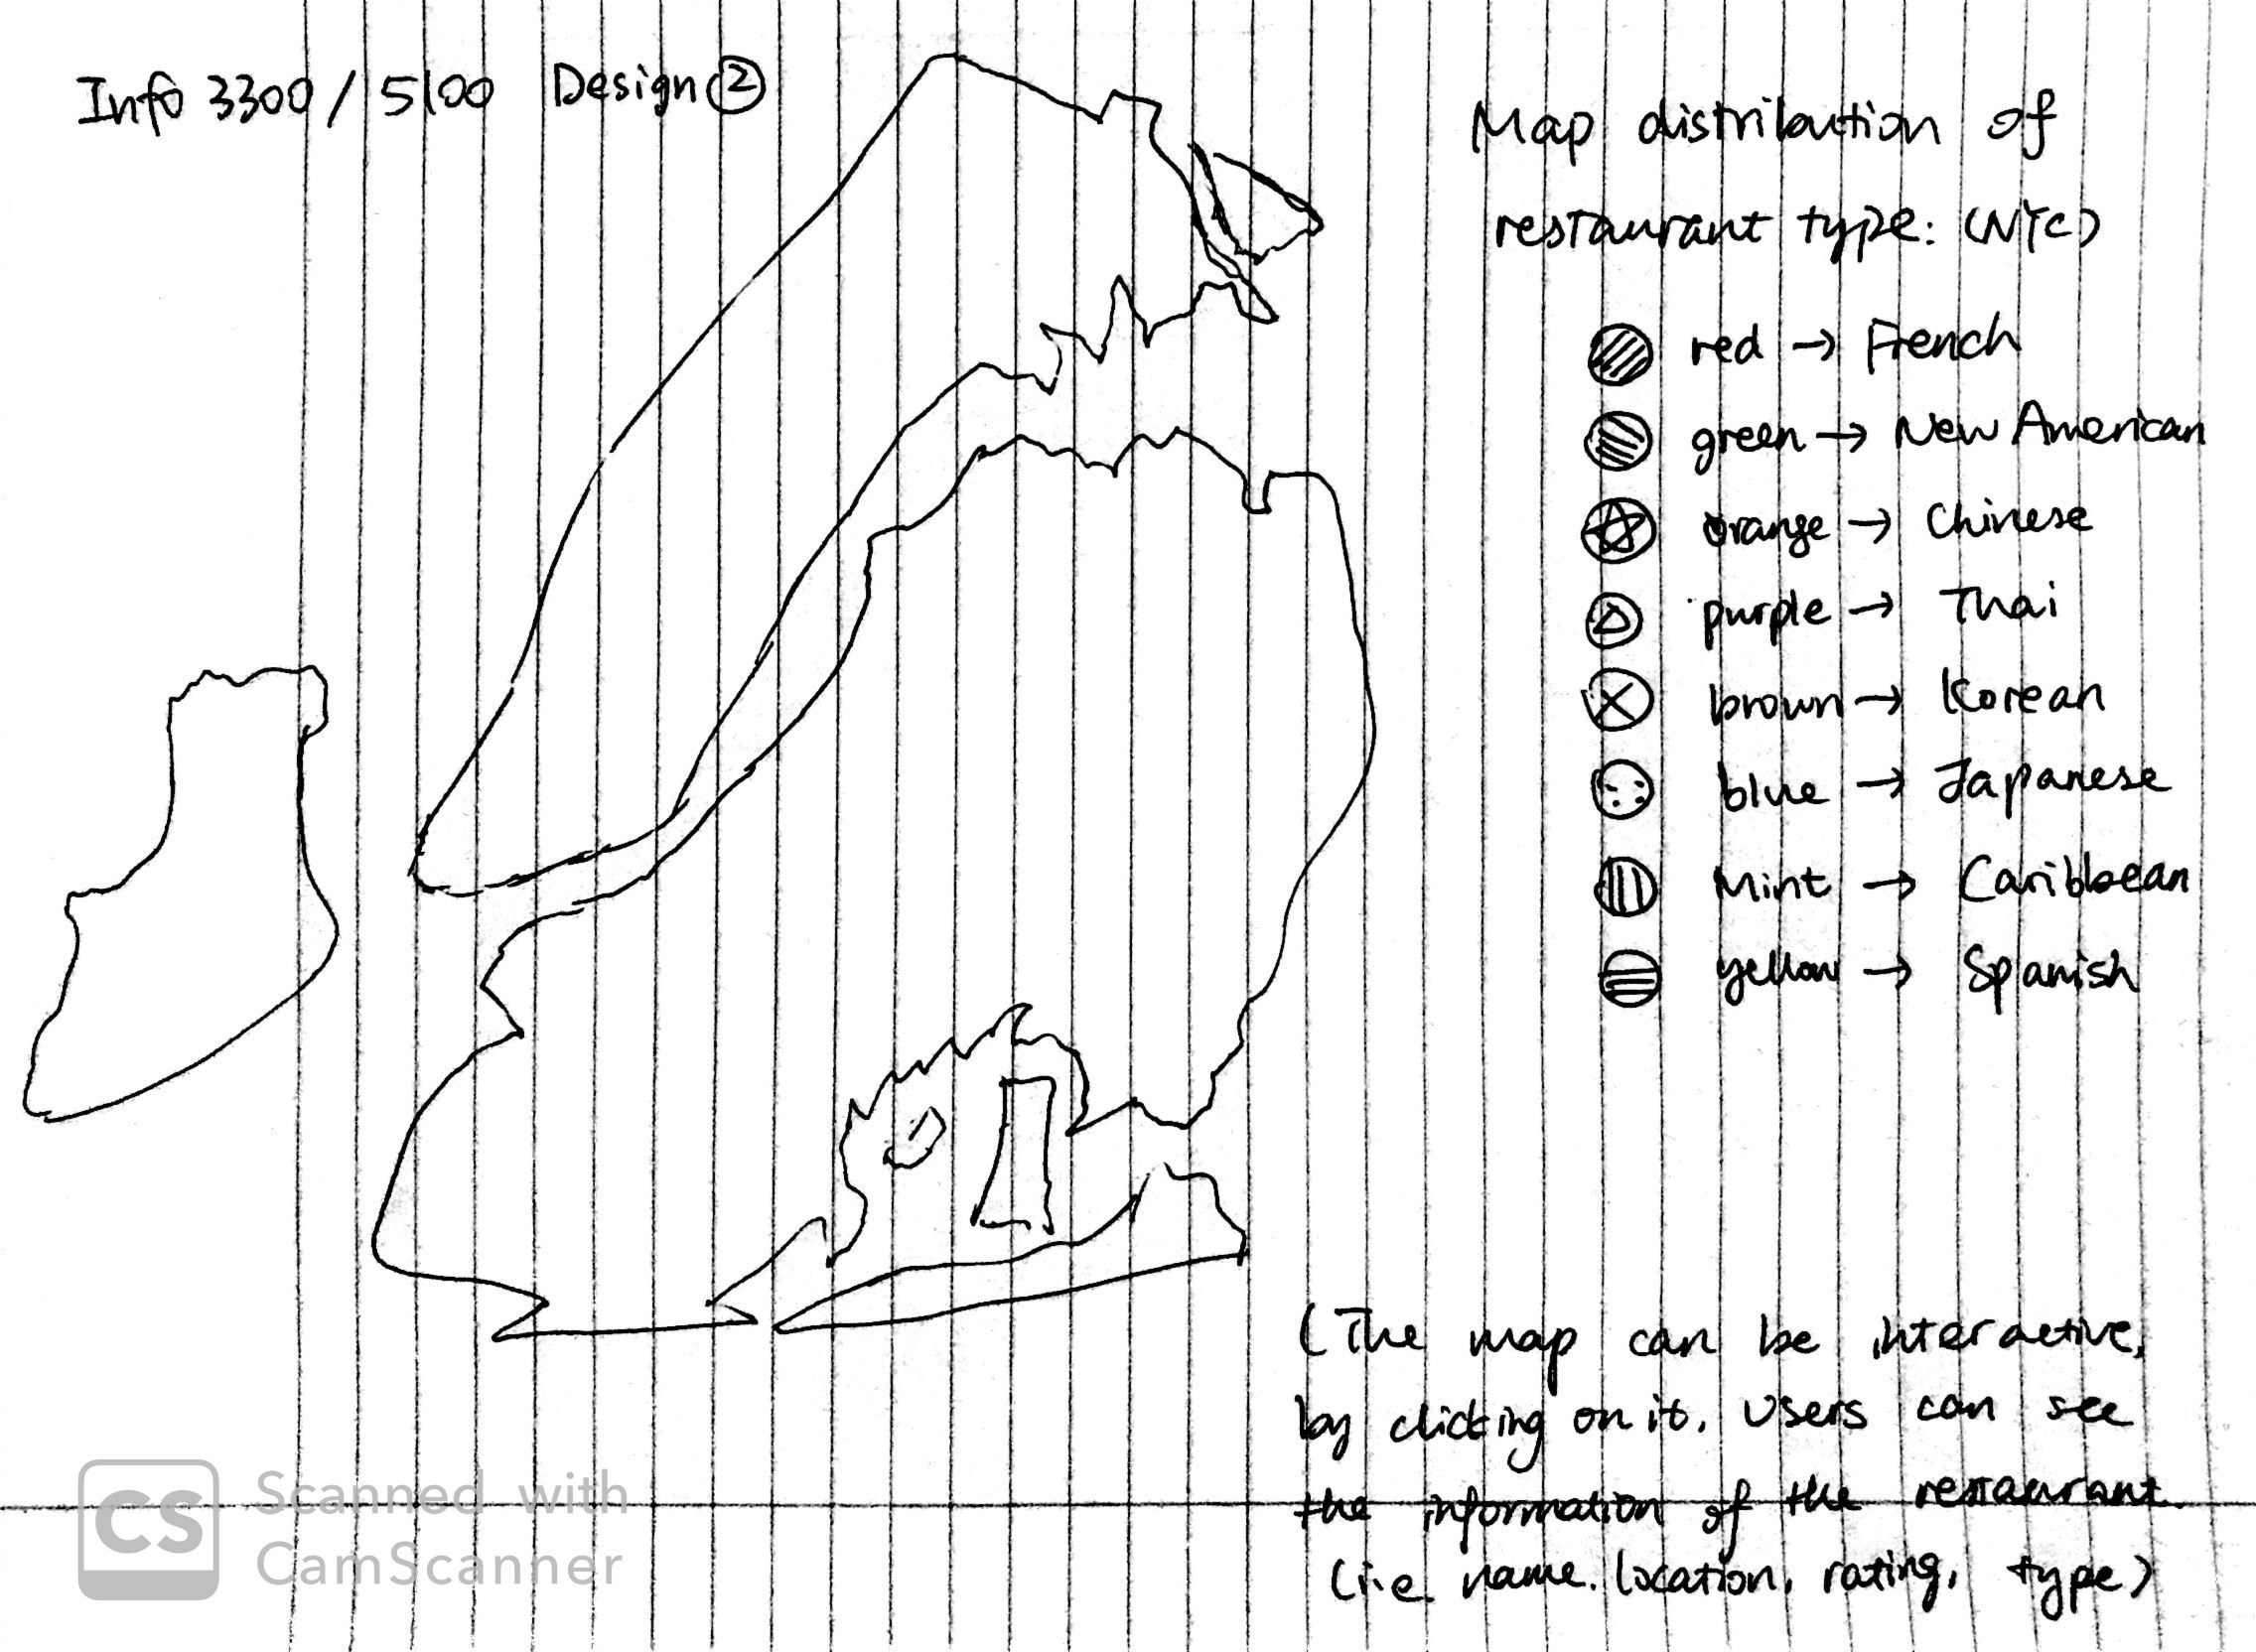 Info 3300 / 5100 Design ②
Map distribution of
restaurant type: (NYC)
red → French
green → New American
orange → Chinese
purple → Thai
brown → Korean
blue → Japanese
Mint → Caribbean
yellow → Spanish
(The map can be interactive,
by clicking on it. Users can see
the information of the restaurant.
(i.e name. location, rating, type)
CS Scanned with
CamScanner